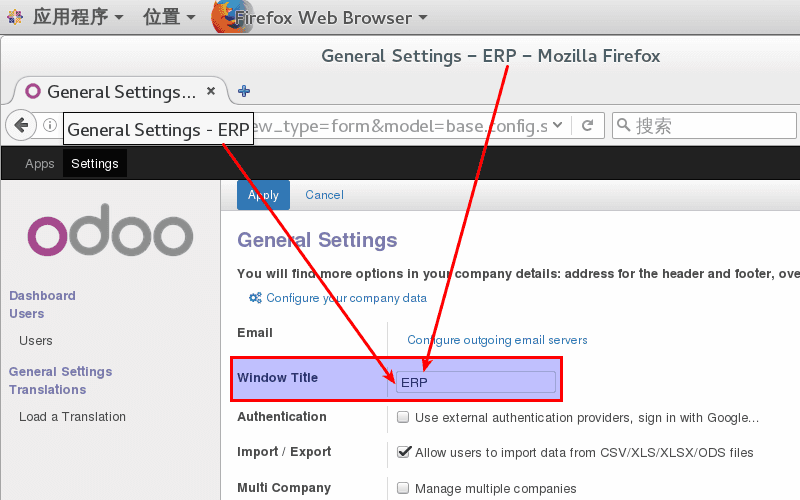 应用程序 位置 Firefox Web Browser
General Settings – ERP – Mozilla Firefox
General Settings... ×
General Settings - ERP
ew_type=form&model=base.config.s
搜索
Apps Settings
Apply Cancel
odoo
General Settings
You will find more options in your company details: address for the header and footer, ove
Configure your company data
Dashboard
Users
Users
General Settings
Translations
Load a Translation
Email
Configure outgoing email servers
Window Title ERP
Authentication Use external authentication providers, sign in with Google...
Import / Export Allow users to import data from CSV/XLS/XLSX/ODS files
Multi Company Manage multiple companies